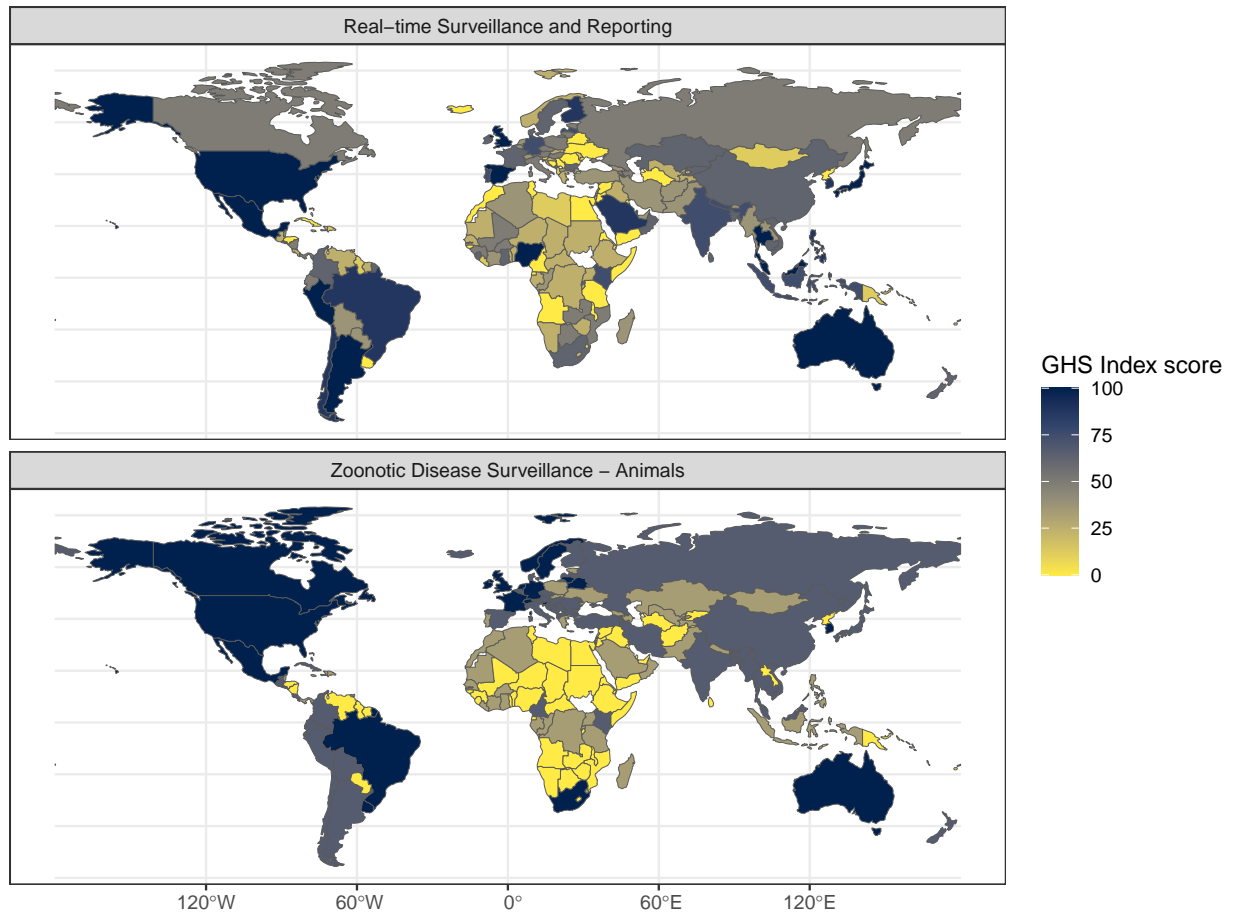 Real−time Surveillance and Reporting
GHS Index score
100
75
50
25
0
Zoonotic Disease Surveillance − Animals
120°W
60°W
0°
60°E
120°E